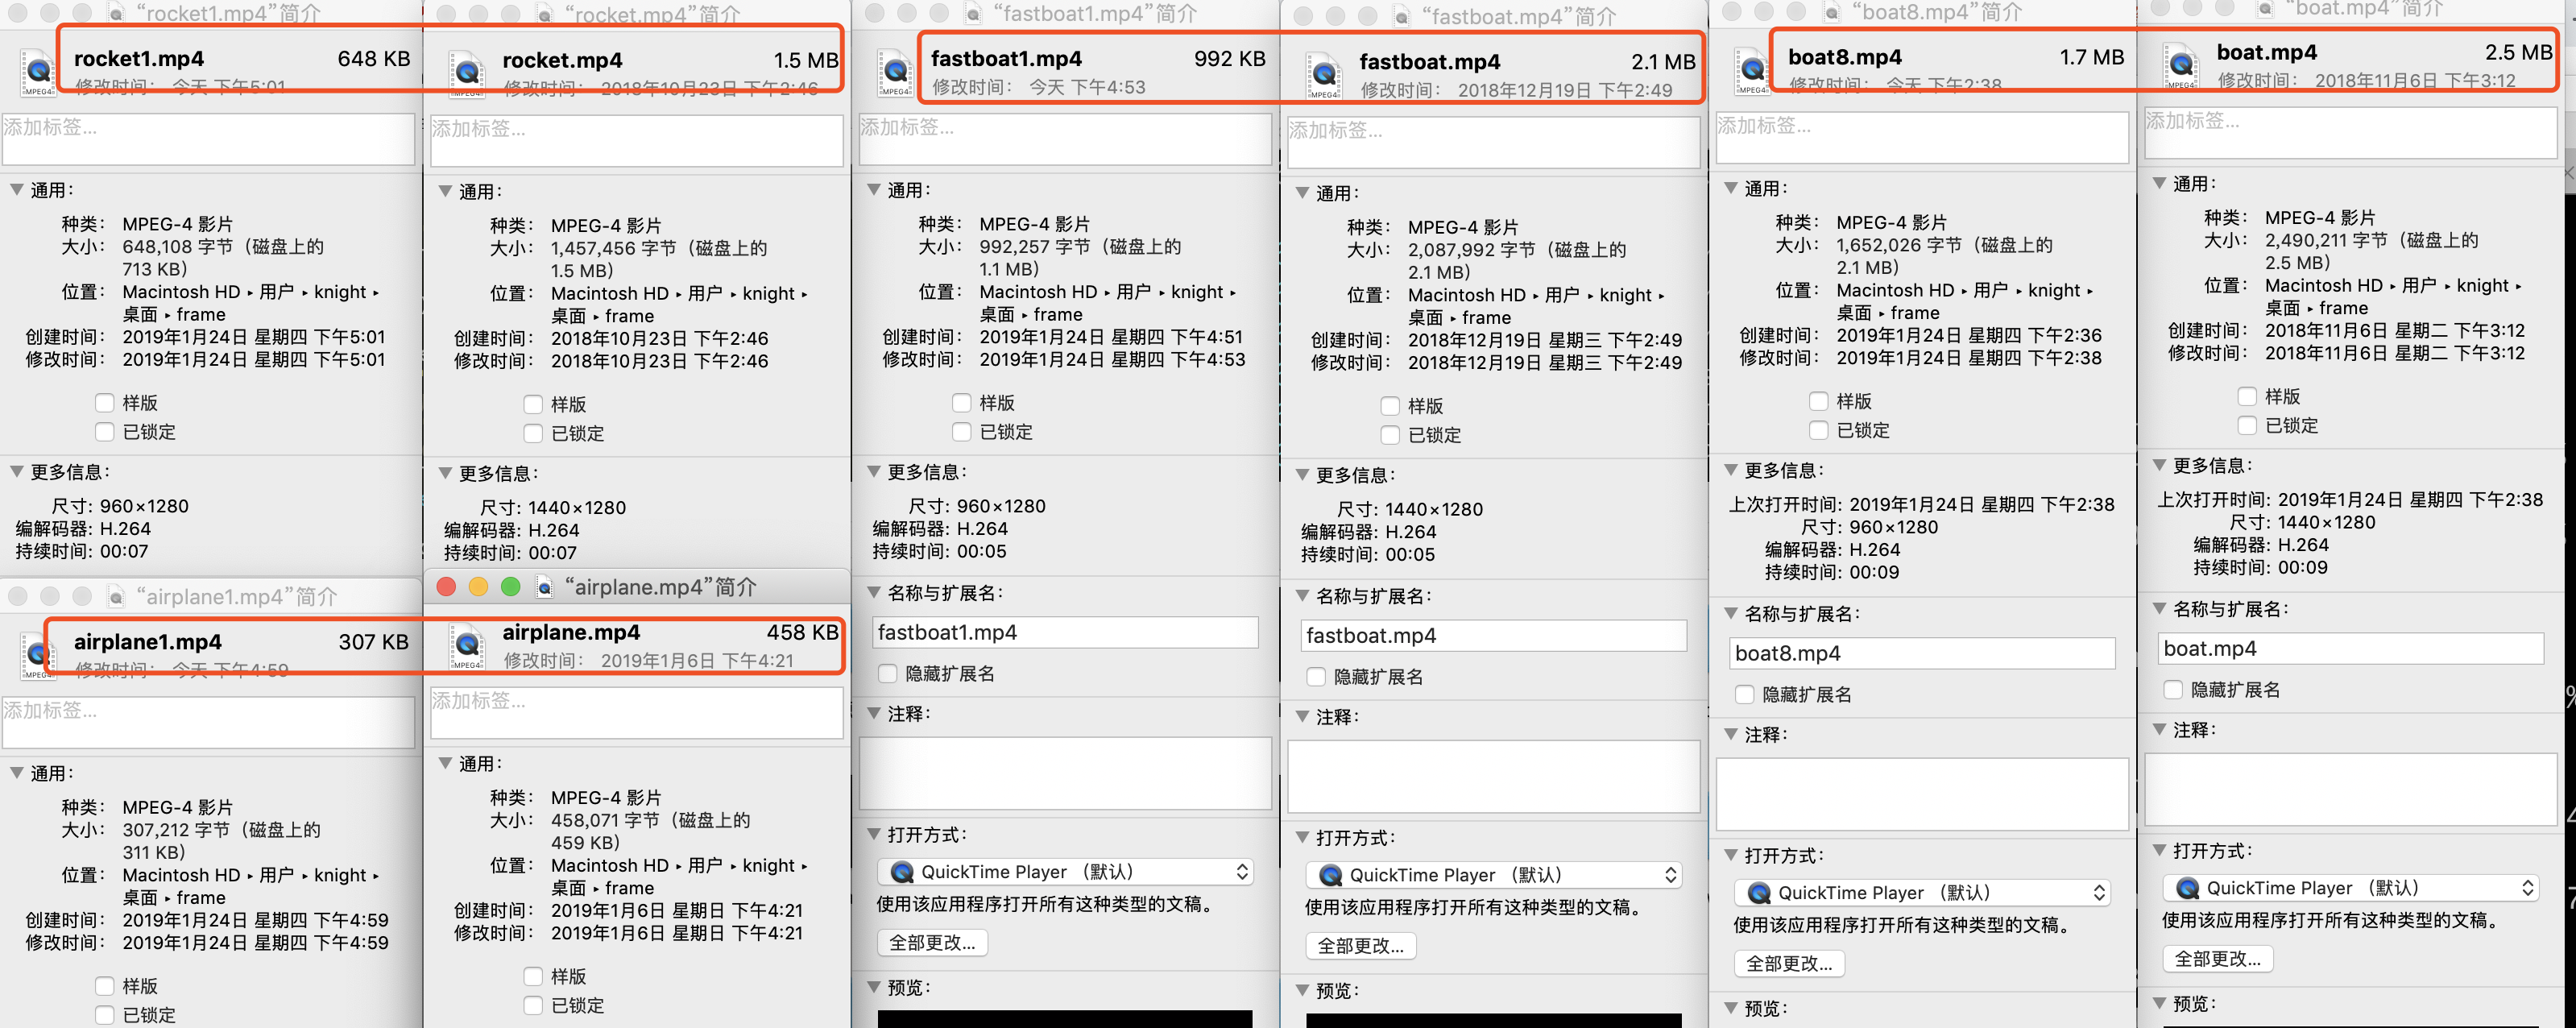 “rocket1.mp4”简介
rocket1.mp4 648 KB
修改时间： 今天 下午5:01
添加标签...
通用：
种类： MPEG-4 影片
大小： 648,108 字节（磁盘上的
713 KB）
位置： Macintosh HD ▸ 用户 ▸ knight ▸
桌面 ▸ frame
创建时间： 2019年1月24日 星期四 下午5:01
修改时间： 2019年1月24日 星期四 下午5:01
样版
已锁定
更多信息：
尺寸: 960×1280
编解码器: H.264
持续时间: 00:07
“airplane1.mp4”简介
airplane1.mp4 307 KB
修改时间： 今天 下午4:59
添加标签...
通用：
种类： MPEG-4 影片
大小： 307,212 字节（磁盘上的
311 KB）
位置： Macintosh HD ▸ 用户 ▸ knight ▸
桌面 ▸ frame
创建时间： 2019年1月24日 星期四 下午4:59
修改时间： 2019年1月24日 星期四 下午4:59
样版
已锁定
“rocket.mp4”简介
rocket.mp4 1.5 MB
修改时间： 2018年10月23日 下午2:46
添加标签...
通用：
种类： MPEG-4 影片
大小： 1,457,456 字节（磁盘上的
1.5 MB）
位置： Macintosh HD ▸ 用户 ▸ knight ▸
桌面 ▸ frame
创建时间： 2018年10月23日 下午2:46
修改时间： 2018年10月23日 下午2:46
样版
已锁定
更多信息：
尺寸: 1440×1280
编解码器: H.264
持续时间: 00:07
“airplane.mp4”简介
airplane.mp4 458 KB
修改时间： 2019年1月6日 下午4:21
添加标签...
通用：
种类： MPEG-4 影片
大小： 458,071 字节（磁盘上的
459 KB）
位置： Macintosh HD ▸ 用户 ▸ knight ▸
桌面 ▸ frame
创建时间： 2019年1月6日 星期日 下午4:21
修改时间： 2019年1月6日 星期日 下午4:21
样版
已锁定
“fastboat1.mp4”简介
fastboat1.mp4 992 KB
修改时间： 今天 下午4:53
添加标签...
通用：
种类： MPEG-4 影片
大小： 992,257 字节（磁盘上的
1.1 MB）
位置： Macintosh HD ▸ 用户 ▸ knight ▸
桌面 ▸ frame
创建时间： 2019年1月24日 星期四 下午4:51
修改时间： 2019年1月24日 星期四 下午4:53
样版
已锁定
更多信息：
尺寸: 960×1280
编解码器: H.264
持续时间: 00:05
名称与扩展名：
fastboat1.mp4
隐藏扩展名
注释：
打开方式：
QuickTime Player （默认）
使用该应用程序打开所有这种类型的文稿。
全部更改...
预览：
“fastboat.mp4”简介
fastboat.mp4 2.1 MB
修改时间： 2018年12月19日 下午2:49
添加标签...
通用：
种类： MPEG-4 影片
大小： 2,087,992 字节（磁盘上的
2.1 MB）
位置： Macintosh HD ▸ 用户 ▸ knight ▸
桌面 ▸ frame
创建时间： 2018年12月19日 星期三 下午2:49
修改时间： 2018年12月19日 星期三 下午2:49
样版
已锁定
更多信息：
尺寸: 1440×1280
编解码器: H.264
持续时间: 00:05
名称与扩展名：
fastboat.mp4
隐藏扩展名
注释：
打开方式：
QuickTime Player （默认）
使用该应用程序打开所有这种类型的文稿。
全部更改...
预览：
“boat8.mp4”简介
boat8.mp4 1.7 MB
修改时间： 今天 下午2:38
添加标签...
通用：
种类： MPEG-4 影片
大小： 1,652,026 字节（磁盘上的
2.1 MB）
位置： Macintosh HD ▸ 用户 ▸ knight ▸
桌面 ▸ frame
创建时间： 2019年1月24日 星期四 下午2:36
修改时间： 2019年1月24日 星期四 下午2:38
样版
已锁定
更多信息：
上次打开时间: 2019年1月24日 星期四 下午2:38
尺寸: 960×1280
编解码器: H.264
持续时间: 00:09
名称与扩展名：
boat8.mp4
隐藏扩展名
注释：
打开方式：
QuickTime Player （默认）
使用该应用程序打开所有这种类型的文稿。
全部更改...
预览：
“boat.mp4”简介
boat.mp4 2.5 MB
修改时间： 2018年11月6日 下午3:12
添加标签...
通用：
种类： MPEG-4 影片
大小： 2,490,211 字节（磁盘上的
2.5 MB）
位置： Macintosh HD ▸ 用户 ▸ knight ▸
桌面 ▸ frame
创建时间： 2018年11月6日 星期二 下午3:12
修改时间： 2018年11月6日 星期二 下午3:12
样版
已锁定
更多信息：
上次打开时间: 2019年1月24日 星期四 下午2:38
尺寸: 1440×1280
编解码器: H.264
持续时间: 00:09
名称与扩展名：
boat.mp4
隐藏扩展名
注释：
打开方式：
QuickTime Player （默认）
使用该应用程序打开所有这种类型的文稿。
全部更改...
预览：